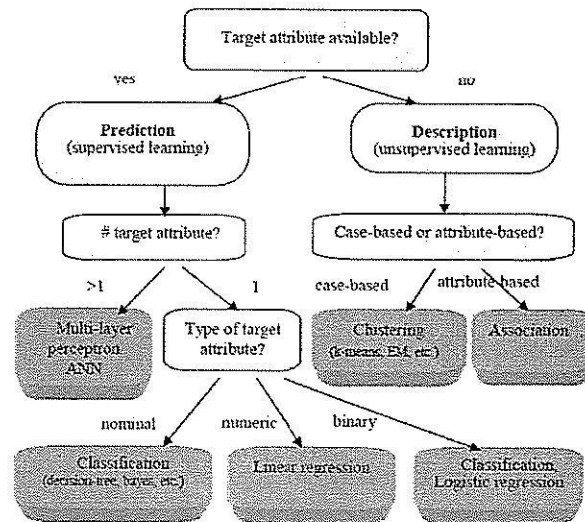 Target attribute available?
yes
no
Prediction
(supervised learning)
Description
(unsupervised learning)
# target attribute?
Case-based or attribute-based?
>1
1
case-based
attribute-based
Multi-layer
perceptron
ANN
Type of target
attribute?
Clustering
(k-means, EM, etc.)
Association
nominal
numeric
binary
Classification
(decision-tree, bayes, etc.)
Linear regression
Classification
Logistic regression